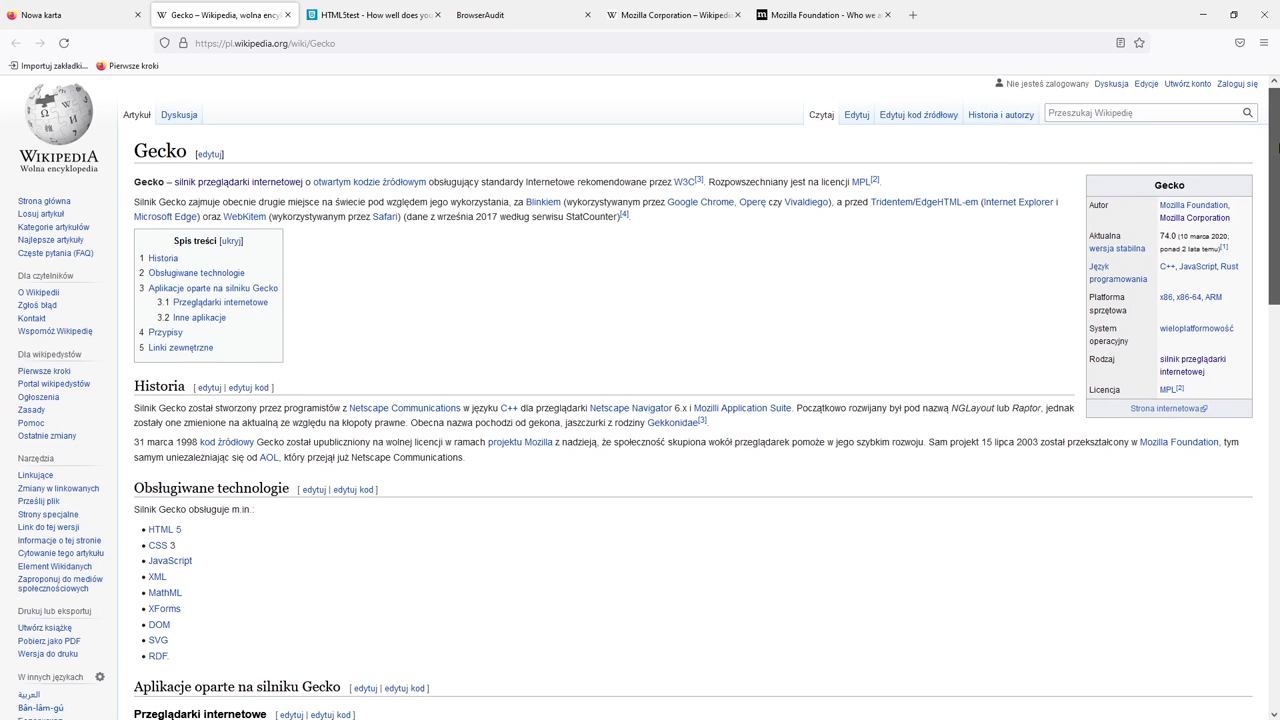 Nowa karta
Gecko – Wikipedia, wolna encyk
HTML5test - How well does you
BrowserAudit
Mozilla Corporation – Wikipedi
Mozilla Foundation - Who we a
https://pl.wikipedia.org/wiki/Gecko
Importuj zakładki...
Pierwsze kroki
Nie jesteś zalogowany Dyskusja Edycje Utwórz konto Zaloguj się
WIKIPEDIA
Wolna encyklopedia
Artykuł Dyskusja
Czytaj Edytuj Edytuj kod źródłowy Historia i autorzy
Przeszukaj Wikipedię
Strona główna
Losuj artykuł
Kategorie artykułów
Najlepsze artykuły
Częste pytania (FAQ)
Dla czytelników
O Wikipedii
Zgłoś błąd
Kontakt
Wspomóż Wikipedię
Dla wikipedystów
Pierwsze kroki
Portal wikipedystów
Ogłoszenia
Zasady
Pomoc
Ostatnie zmiany
Narzędzia
Linkujące
Zmiany w linkowanych
Prześlij plik
Strony specjalne
Link do tej wersji
Informacje o tej stronie
Cytowanie tego artykułu
Element Wikidanych
Zaproponuj do mediów
społecznościowych
Drukuj lub eksportuj
Utwórz książkę
Pobierz jako PDF
Wersja do druku
W innych językach
العربية
Bân-lâm-gú
Gecko [edytuj]
Gecko – silnik przeglądarki internetowej o otwartym kodzie źródłowym obsługujący standardy Internetowe rekomendowane przez W3C[3]. Rozpowszechniany jest na licencji MPL[2].
Silnik Gecko zajmuje obecnie drugie miejsce na świecie pod względem jego wykorzystania, za Blinkiem (wykorzystywanym przez Google Chrome, Operę czy Vivaldiego), a przed Tridentem/EdgeHTML-em (Internet Explorer i
Microsoft Edge) oraz WebKitem (wykorzystywanym przez Safari) (dane z września 2017 według serwisu StatCounter)[4].
Spis treści [ukryj]
1 Historia
2 Obsługiwane technologie
3 Aplikacje oparte na silniku Gecko
3.1 Przeglądarki internetowe
3.2 Inne aplikacje
4 Przypisy
5 Linki zewnętrzne
Gecko
Autor Mozilla Foundation,
Mozilla Corporation
Aktualna 74.0 (10 marca 2020;
wersja stabilna ponad 2 lata temu)[1]
Język C++, JavaScript, Rust
programowania
Platforma x86, x86-64, ARM
sprzętowa
System wieloplatformowość
operacyjny
Rodzaj silnik przeglądarki
internetowej
Licencja MPL[2]
Strona internetowa
Historia [ edytuj | edytuj kod ]
Silnik Gecko został stworzony przez programistów z Netscape Communications w języku C++ dla przeglądarki Netscape Navigator 6.x i Mozilli Application Suite. Początkowo rozwijany był pod nazwą NGLayout lub Raptor, jednak
zostały one zmienione na aktualną ze względu na kłopoty prawne. Obecna nazwa pochodzi od gekona, jaszczurki z rodziny Gekkonidae[3].
31 marca 1998 kod źródłowy Gecko został upubliczniony na wolnej licencji w ramach projektu Mozilla z nadzieją, że społeczność skupiona wokół przeglądarek pomoże w jego szybkim rozwoju. Sam projekt 15 lipca 2003 został przekształcony w Mozilla Foundation, tym
samym uniezależniając się od AOL, który przejął już Netscape Communications.
Obsługiwane technologie [ edytuj | edytuj kod ]
Silnik Gecko obsługuje m.in.:
• HTML 5
• CSS 3
• JavaScript
• XML
• MathML
• XForms
• DOM
• SVG
• RDF.
Aplikacje oparte na silniku Gecko [ edytuj | edytuj kod ]
Przeglądarki internetowe [ edytuj | edytuj kod ]